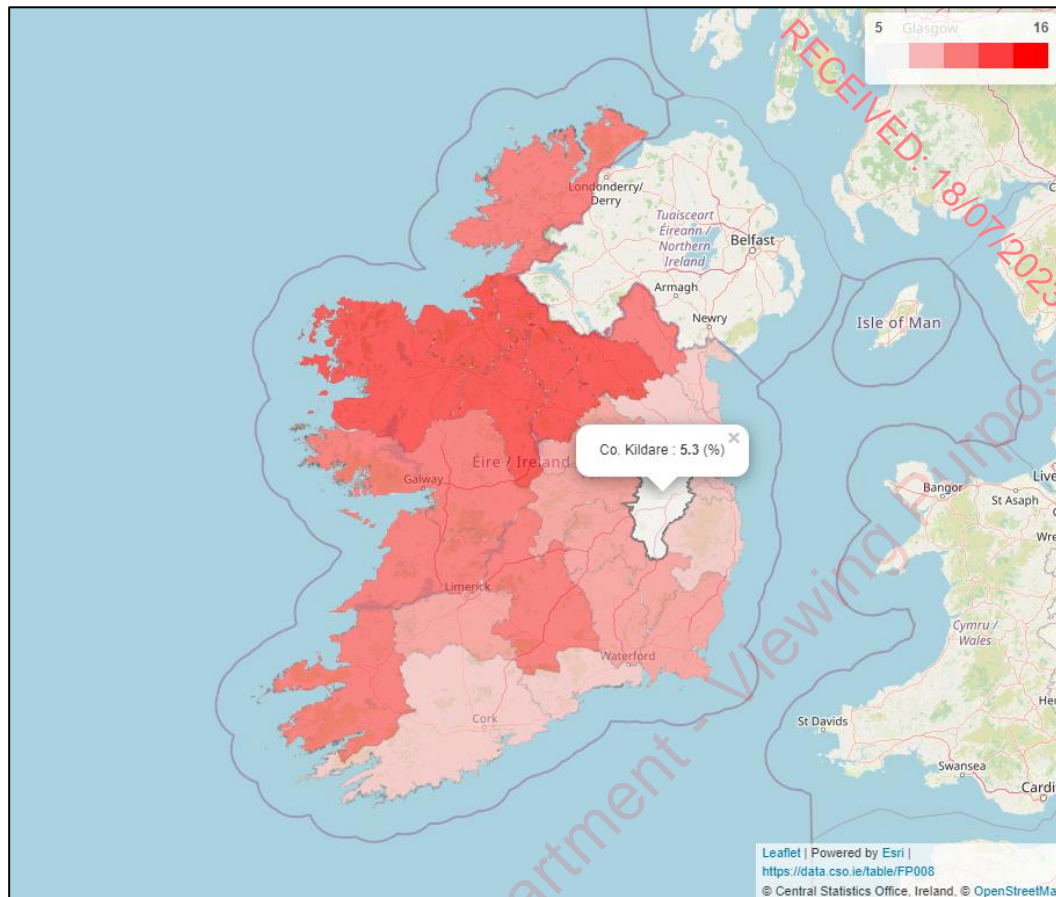 5 Glasgow 16
RECEIVED: 18/07/2023
Londonderry/
Derry
Tuaisceart
Éireann /
Northern
Ireland
Belfast
Armagh
Newry
Isle of Man
Co. Kildare : 5.3 (%)
×
Éire / Ireland
Galway
Limerick
Waterford
Cork
Bangor
St Asaph
Cymru /
Wales
St Davids
Swansea
Viewing
Leaflet | Powered by Esri |
https://data.cso.ie/table/FP008
© Central Statistics Office, Ireland, © OpenStreetMa